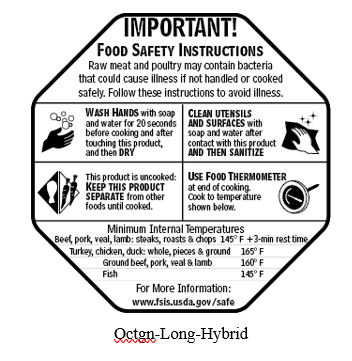 IMPORTANT!
FOOD SAFETY INSTRUCTIONS
Raw meat and poultry may contain bacteria
that could cause illness if not handled or cooked
safely. Follow these instructions to avoid illness.
WASH HANDS with soap
and water for 20 seconds
before cooking and after
touching this product,
and then DRY
CLEAN UTENSILS
AND SURFACES with
soap and water after
contact with this product
AND THEN SANITIZE
This product is uncooked:
KEEP THIS PRODUCT
SEPARATE from other
foods until cooked.
USE FOOD THERMOMETER
at end of cooking.
Cook to temperature
shown below.
Minimum Internal Temperatures
Beef, pork, veal, lamb: steaks, roasts & chops 145° F +3-min rest time
Turkey, chicken, duck: whole, pieces & ground 165° F
Ground beef, pork, veal & lamb 160° F
Fish 145° F
For More Information:
www.fsis.usda.gov/safe
Octgn-Long-Hybrid